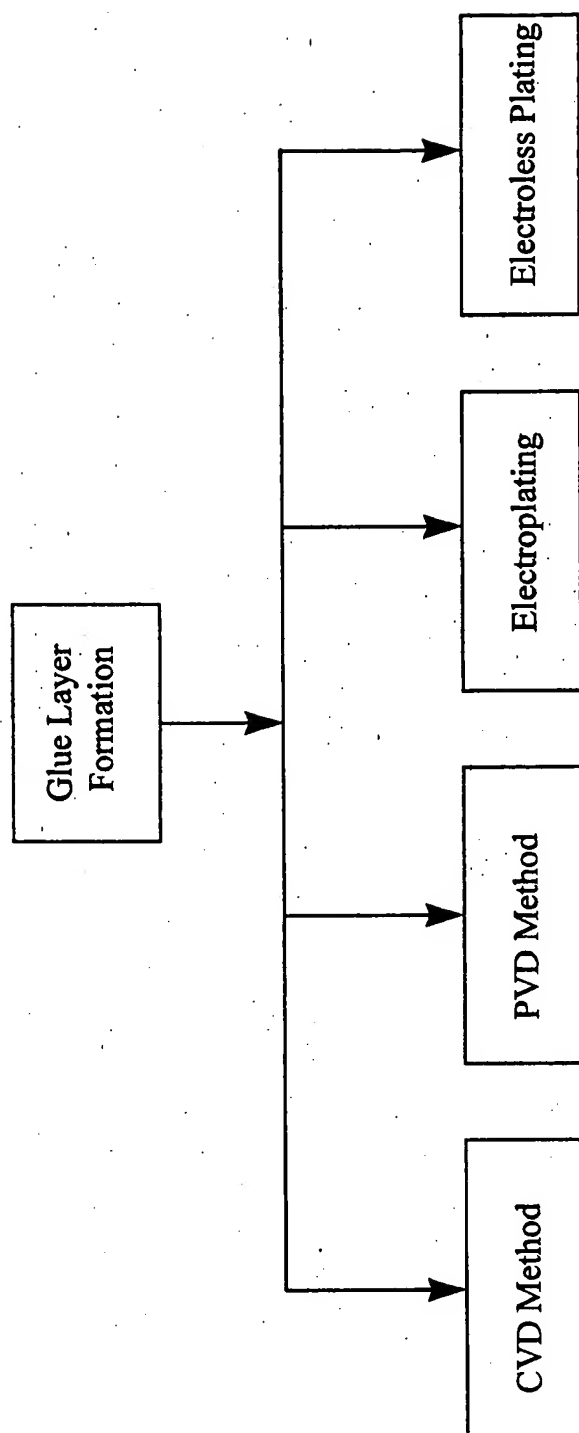 Glue Layer
Formation
CVD Method
PVD Method
Electroplating
Electroless Plating